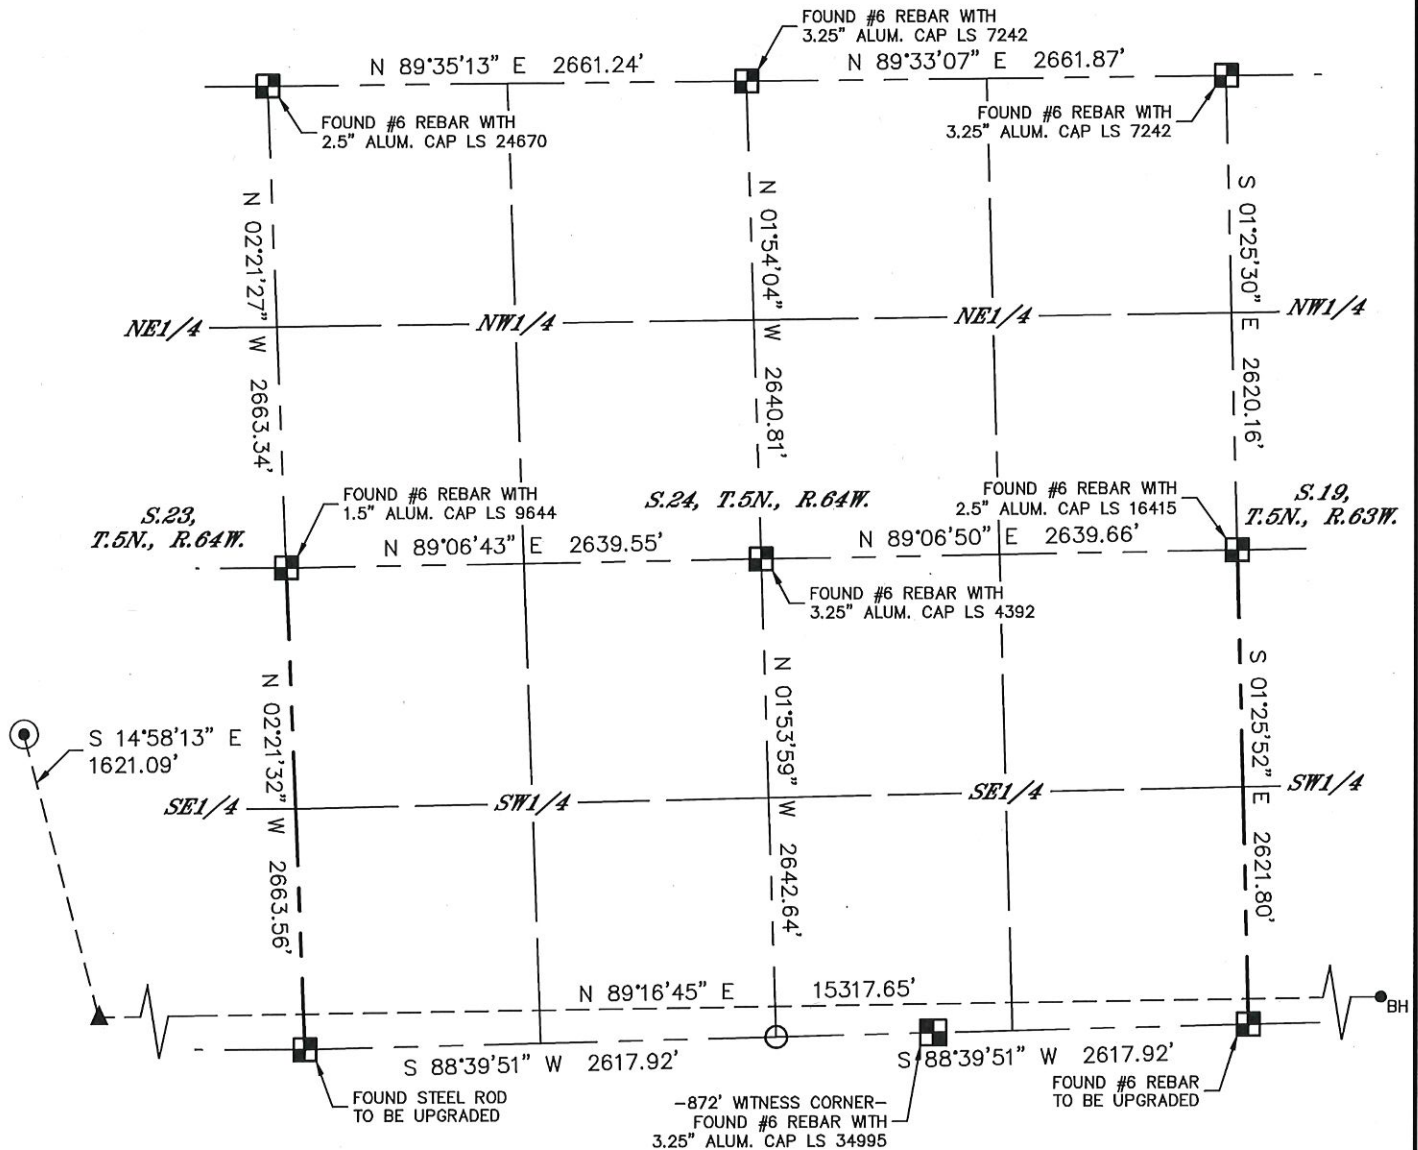 FOUND #6 REBAR WITH
3.25" ALUM. CAP LS 7242
N 89°35'13" E 2661.24'
N 89°33'07" E 2661.87'
FOUND #6 REBAR WITH
2.5" ALUM. CAP LS 24670
FOUND #6 REBAR WITH
3.25" ALUM. CAP LS 7242
N 02°21'27" W 2663.34'
N 01°54'04" W 2640.81'
S 01°25'30" E 2620.16'
NE1/4
NW1/4
NE1/4
NW1/4
S.23,
T.5N., R.64W.
FOUND #6 REBAR WITH
1.5" ALUM. CAP LS 9644
S.24, T.5N., R.64W.
FOUND #6 REBAR WITH
2.5" ALUM. CAP LS 16415
S.19,
T.5N., R.63W.
N 89°06'43" E 2639.55'
N 89°06'50" E 2639.66'
FOUND #6 REBAR WITH
3.25" ALUM. CAP LS 4392
S 14°58'13" E
1621.09'
N 02°21'32" W 2663.56'
N 01°53'59" W 2642.64'
S 01°25'52" E 2621.80'
SE1/4
SW1/4
SE1/4
SW1/4
N 89°16'45" E 15317.65'
BH
S 88°39'51" W 2617.92'
S 88°39'51" W 2617.92'
FOUND STEEL ROD
TO BE UPGRADED
-872' WITNESS CORNER-
FOUND #6 REBAR WITH
3.25" ALUM. CAP LS 34995
FOUND #6 REBAR
TO BE UPGRADED